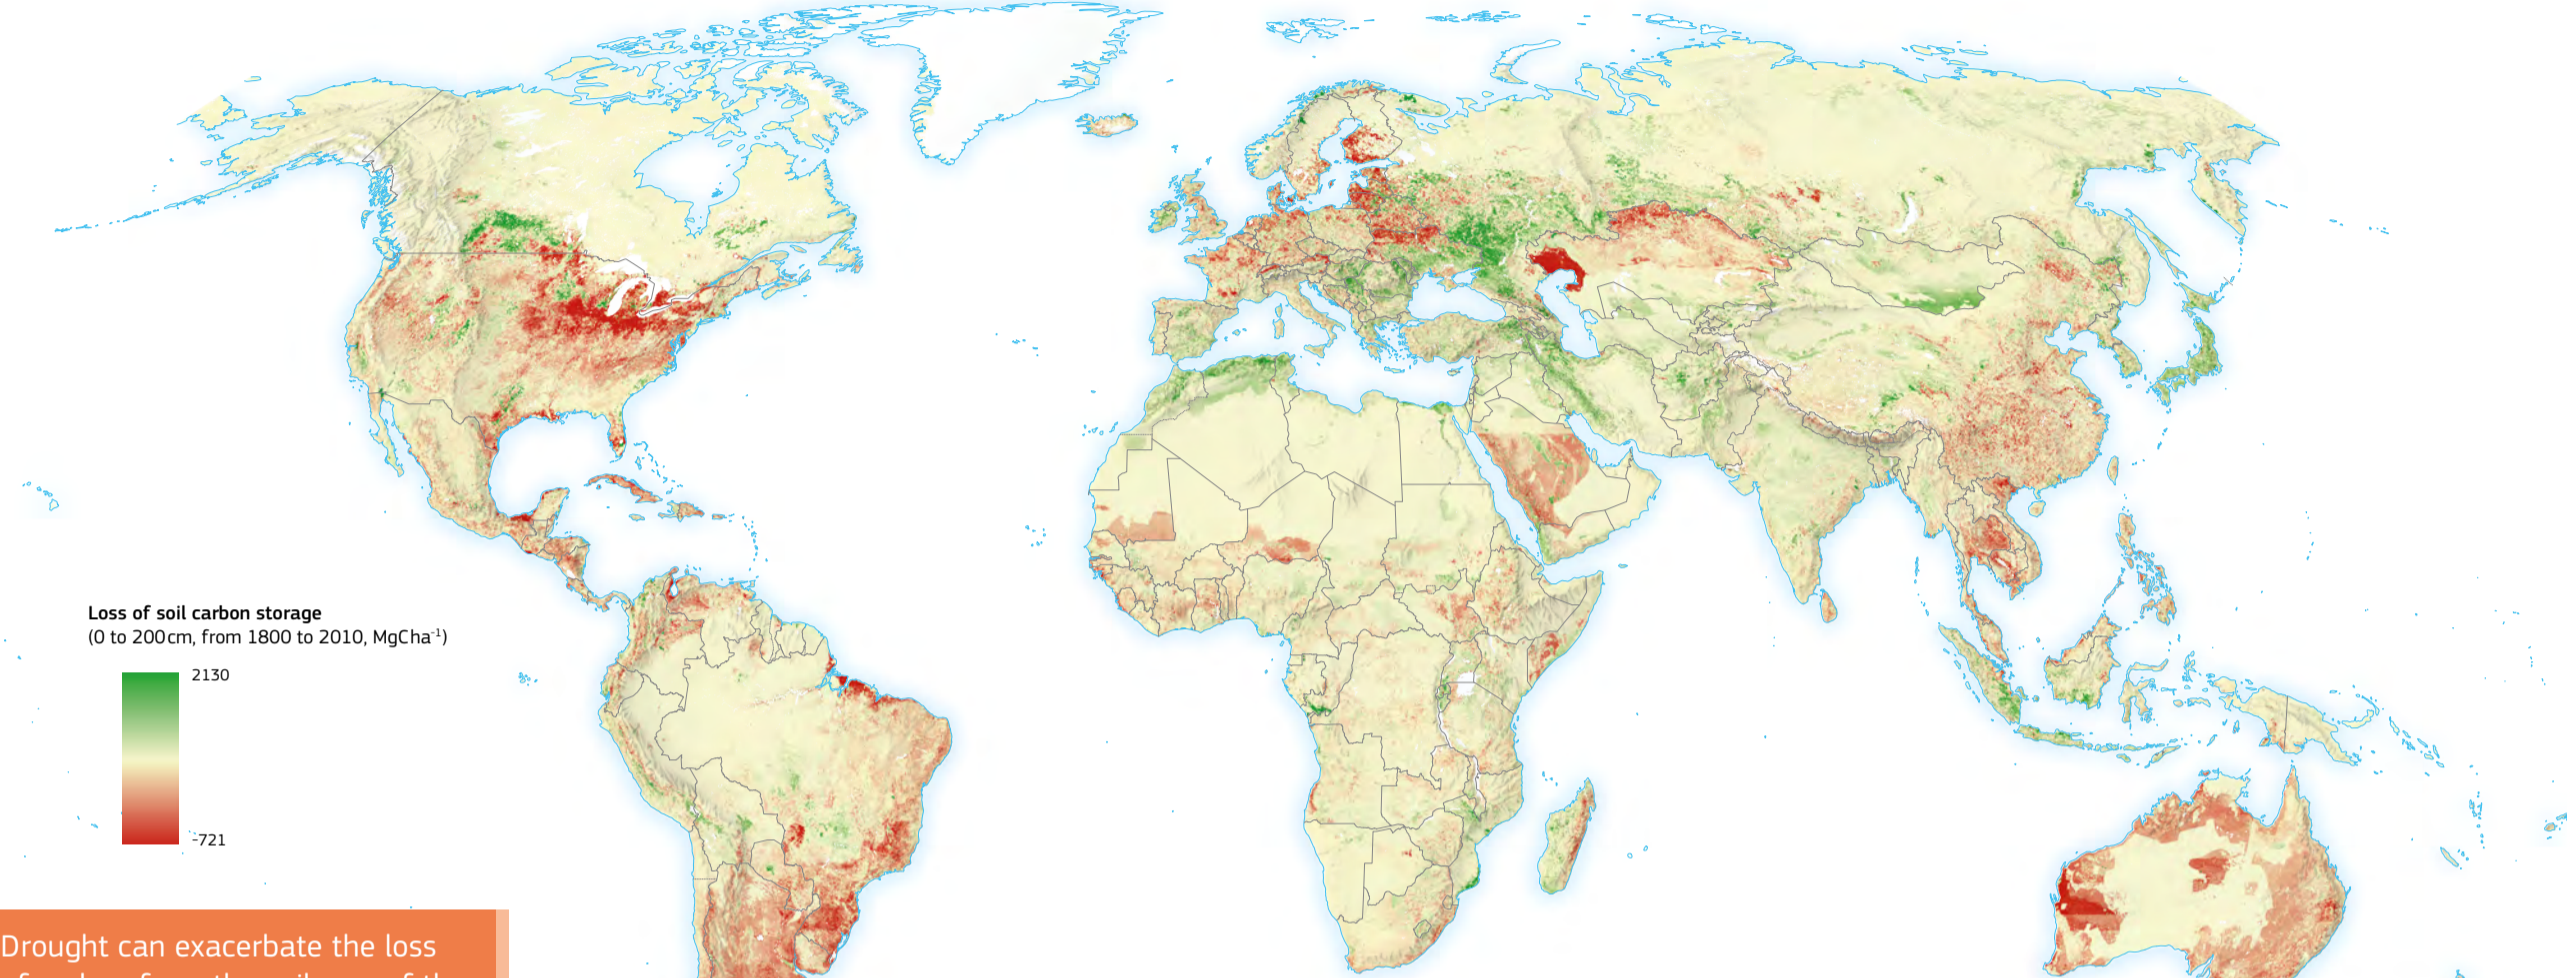 Loss of soil carbon storage
(0 to 200cm, from 1800 to 2010, MgCha⁻¹)
2130
-721
Drought can exacerbate the loss